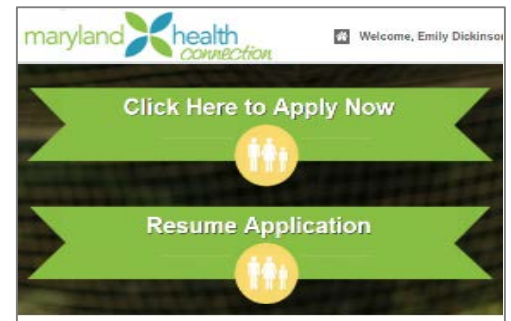 maryland health
connection
Welcome, Emily Dickinson
Click Here to Apply Now
Resume Application